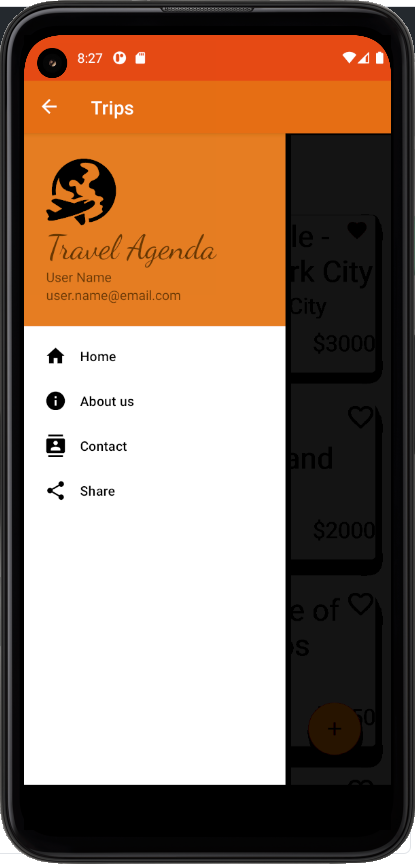 8:27
Trips
Travel Agenda
User Name
user.name@email.com
Home
About us
Contact
Share
le -
rk City
City
$3000
and
$2000
e of
os
50
+